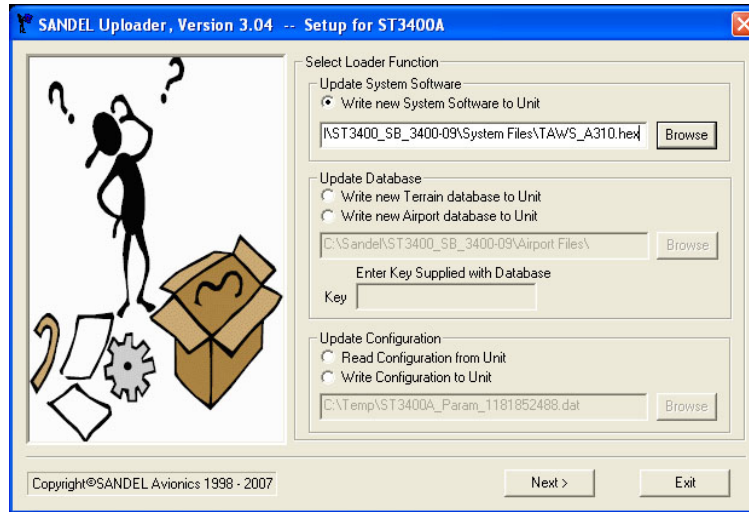 SANDEL Uploader, Version 3.04 -- Setup for ST3400A
Select Loader Function
Update System Software
Write new System Software to Unit
l\ST3400_SB_3400-09\System Files\TAWS_A310.hex
Browse
Update Database
Write new Terrain database to Unit
Write new Airport database to Unit
C:\Sandel\ST3400_SB_3400-09\Airport Files\
Browse
Enter Key Supplied with Database
Key
Update Configuration
Read Configuration from Unit
Write Configuration to Unit
C:\Temp\ST3400A_Param_1181852488.dat
Browse
Copyright©SANDEL Avionics 1998 - 2007
Next >
Exit